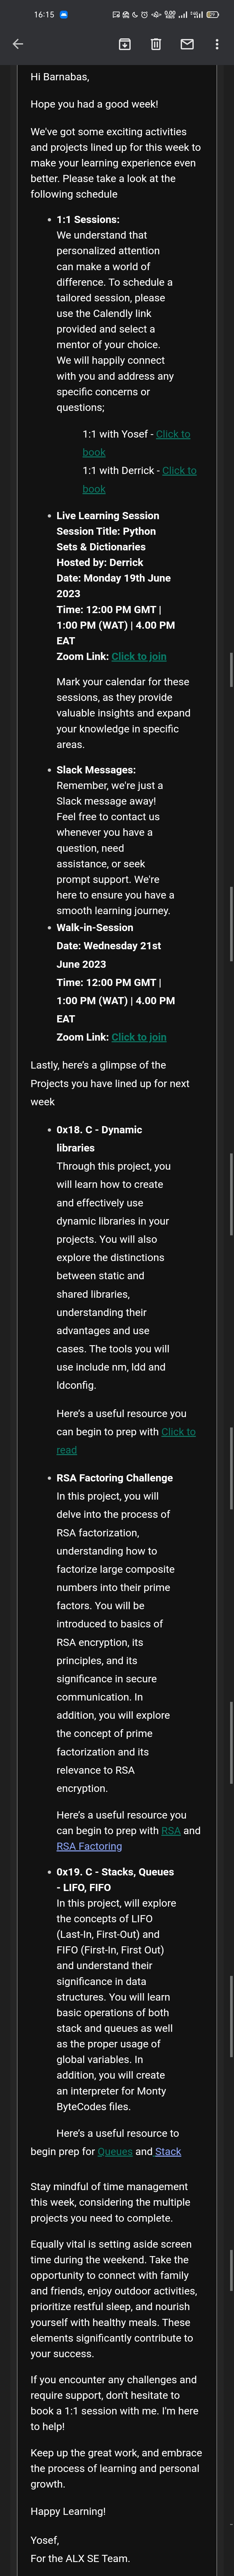 16:15
Hi Barnabas,
Hope you had a good week!
We've got some exciting activities
and projects lined up for this week to
make your learning experience even
better. Please take a look at the
following schedule
1:1 Sessions:
We understand that
personalized attention
can make a world of
difference. To schedule a
tailored session, please
use the Calendly link
provided and select a
mentor of your choice.
We will happily connect
with you and address any
specific concerns or
questions;
1:1 with Yosef - Click to
book
1:1 with Derrick - Click to
book
Live Learning Session
Session Title: Python
Sets & Dictionaries
Hosted by: Derrick
Date: Monday 19th June
2023
Time: 12:00 PM GMT |
1:00 PM (WAT) | 4.00 PM
EAT
Zoom Link: Click to join
Mark your calendar for these
sessions, as they provide
valuable insights and expand
your knowledge in specific
areas.
Slack Messages:
Remember, we're just a
Slack message away!
Feel free to contact us
whenever you have a
question, need
assistance, or seek
prompt support. We're
here to ensure you have a
smooth learning journey.
Walk-in-Session
Date: Wednesday 21st
June 2023
Time: 12:00 PM GMT |
1:00 PM (WAT) | 4.00 PM
EAT
Zoom Link: Click to join
Lastly, here's a glimpse of the
Projects you have lined up for next
week
0x18. C - Dynamic
libraries
Through this project, you
will learn how to create
and effectively use
dynamic libraries in your
projects. You will also
explore the distinctions
between static and
shared libraries,
understanding their
advantages and use
cases. The tools you will
use include nm, ldd and
ldconfig.
Here's a useful resource you
can begin to prep with Click to
read
RSA Factoring Challenge
In this project, you will
delve into the process of
RSA factorization,
understanding how to
factorize large composite
numbers into their prime
factors. You will be
introduced to basics of
RSA encryption, its
principles, and its
significance in secure
communication. In
addition, you will explore
the concept of prime
factorization and its
relevance to RSA
encryption.
Here's a useful resource you
can begin to prep with RSA and
RSA Factoring
0x19. C - Stacks, Queues
- LIFO, FIFO
In this project, will explore
the concepts of LIFO
(Last-In, First-Out) and
FIFO (First-In, First Out)
and understand their
significance in data
structures. You will learn
basic operations of both
stack and queues as well
as the proper usage of
global variables. In
addition, you will create
an interpreter for Monty
ByteCodes files.
Here's a useful resource to
begin prep for Queues and Stack
Stay mindful of time management
this week, considering the multiple
projects you need to complete.
Equally vital is setting aside screen
time during the weekend. Take the
opportunity to connect with family
and friends, enjoy outdoor activities,
prioritize restful sleep, and nourish
yourself with healthy meals. These
elements significantly contribute to
your success.
If you encounter any challenges and
require support, don't hesitate to
book a 1:1 session with me. I'm here
to help!
Keep up the great work, and embrace
the process of learning and personal
growth.
Happy Learning!
Yosef,
For the ALX SE Team.